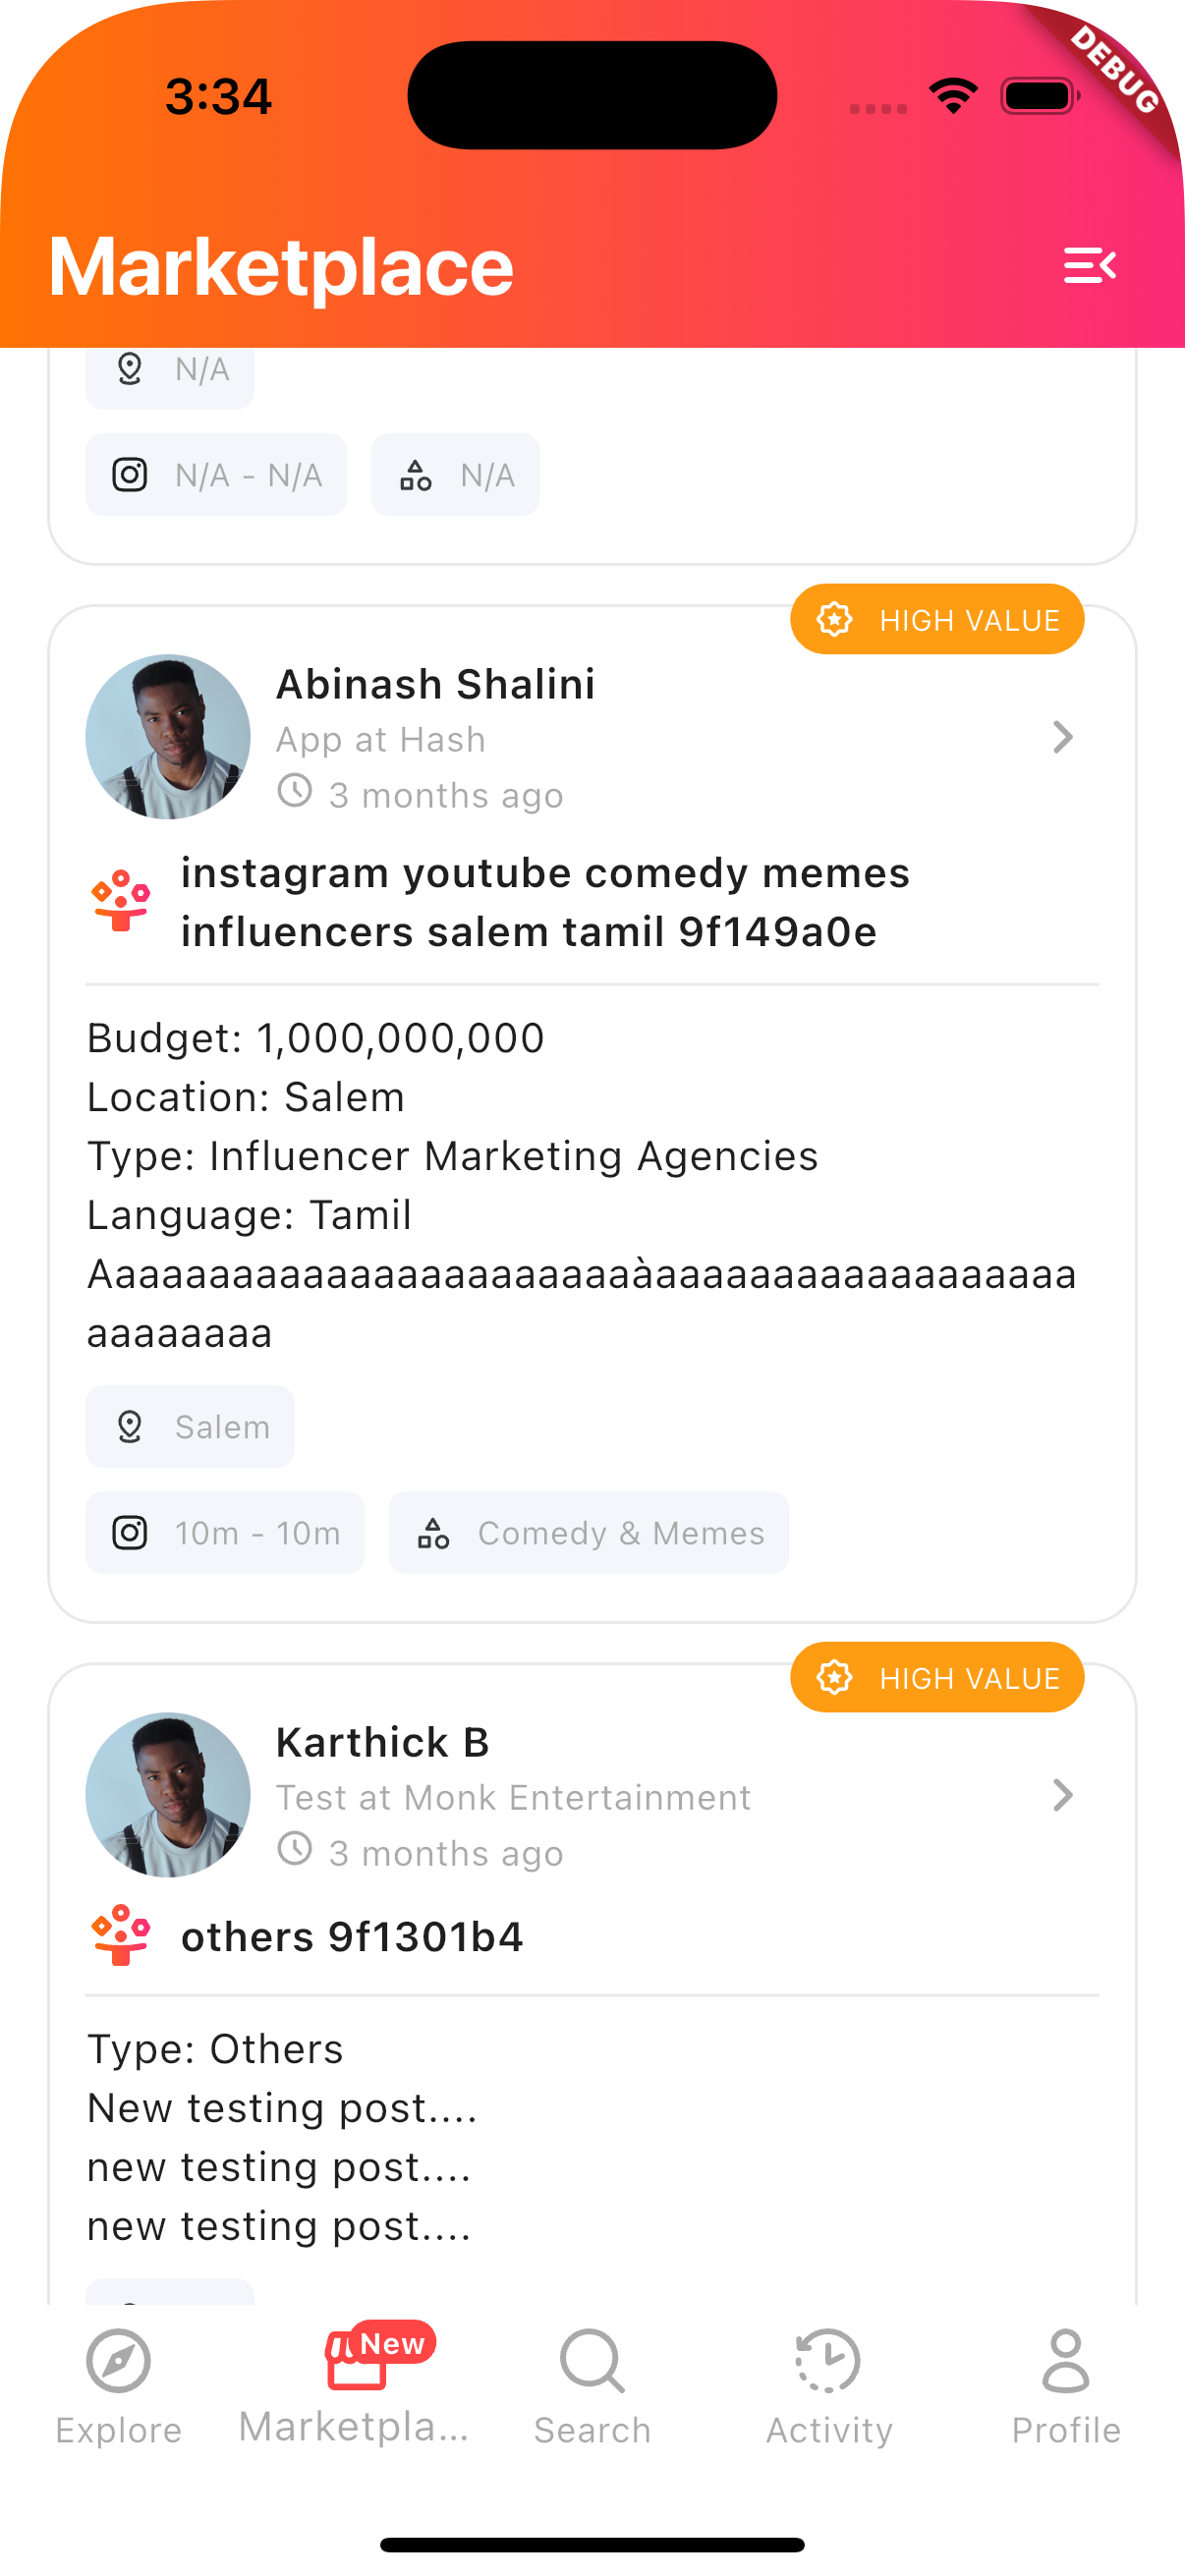 3:34
DEBUG
Marketplace
N/A
N/A - N/A
N/A
HIGH VALUE
Abinash Shalini
App at Hash
3 months ago
instagram youtube comedy memes
influencers salem tamil 9f149a0e
Budget: 1,000,000,000
Location: Salem
Type: Influencer Marketing Agencies
Language: Tamil
Aaaaaaaaaaaaaaaaaaaaaaaàaaaaaaaaaaaaaaaaaa
aaaaaaaa
Salem
10m - 10m
Comedy & Memes
HIGH VALUE
Karthick B
Test at Monk Entertainment
3 months ago
others 9f1301b4
Type: Others
New testing post....
new testing post....
new testing post....
New
Explore
Marketpla...
Search
Activity
Profile